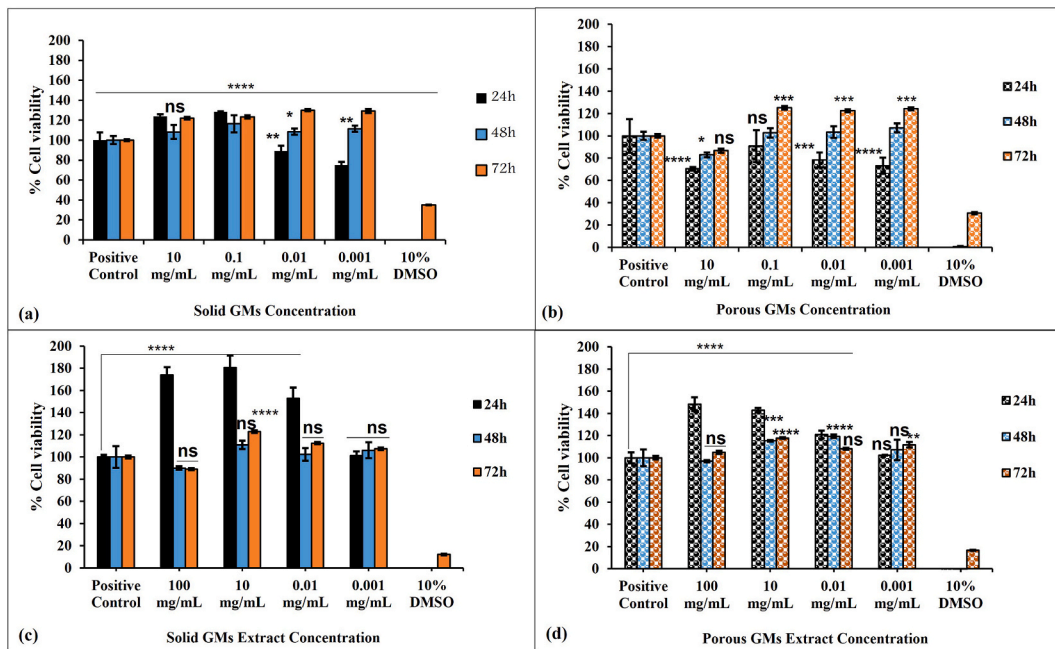 200
180
160
140
120
100
80
60
40
20
0
% Cell viability
****
ns
**
*
**
24h
48h
72h
Positive Control
10 mg/mL
0.1 mg/mL
0.01 mg/mL
0.001 mg/mL
10% DMSO
(a)
Solid GMs Concentration
200
180
160
140
120
100
80
60
40
20
0
% Cell viability
****
*
ns
ns
***
***
***
****
***
24h
48h
72h
Positive Control
10 mg/mL
0.1 mg/mL
0.01 mg/mL
0.001 mg/mL
10% DMSO
(b)
Porous GMs Concentration
200
180
160
140
120
100
80
60
40
20
0
% Cell viability
****
ns
ns
****
ns
ns
24h
48h
72h
Positive Control
100 mg/mL
10 mg/mL
0.01 mg/mL
0.001 mg/mL
10% DMSO
(c)
Solid GMs Extract Concentration
200
180
160
140
120
100
80
60
40
20
0
% Cell viability
****
ns
***
****
****
ns
ns
ns
**
24h
48h
72h
Positive Control
100 mg/mL
10 mg/mL
0.01 mg/mL
0.001 mg/mL
10% DMSO
(d)
Porous GMs Extract Concentration